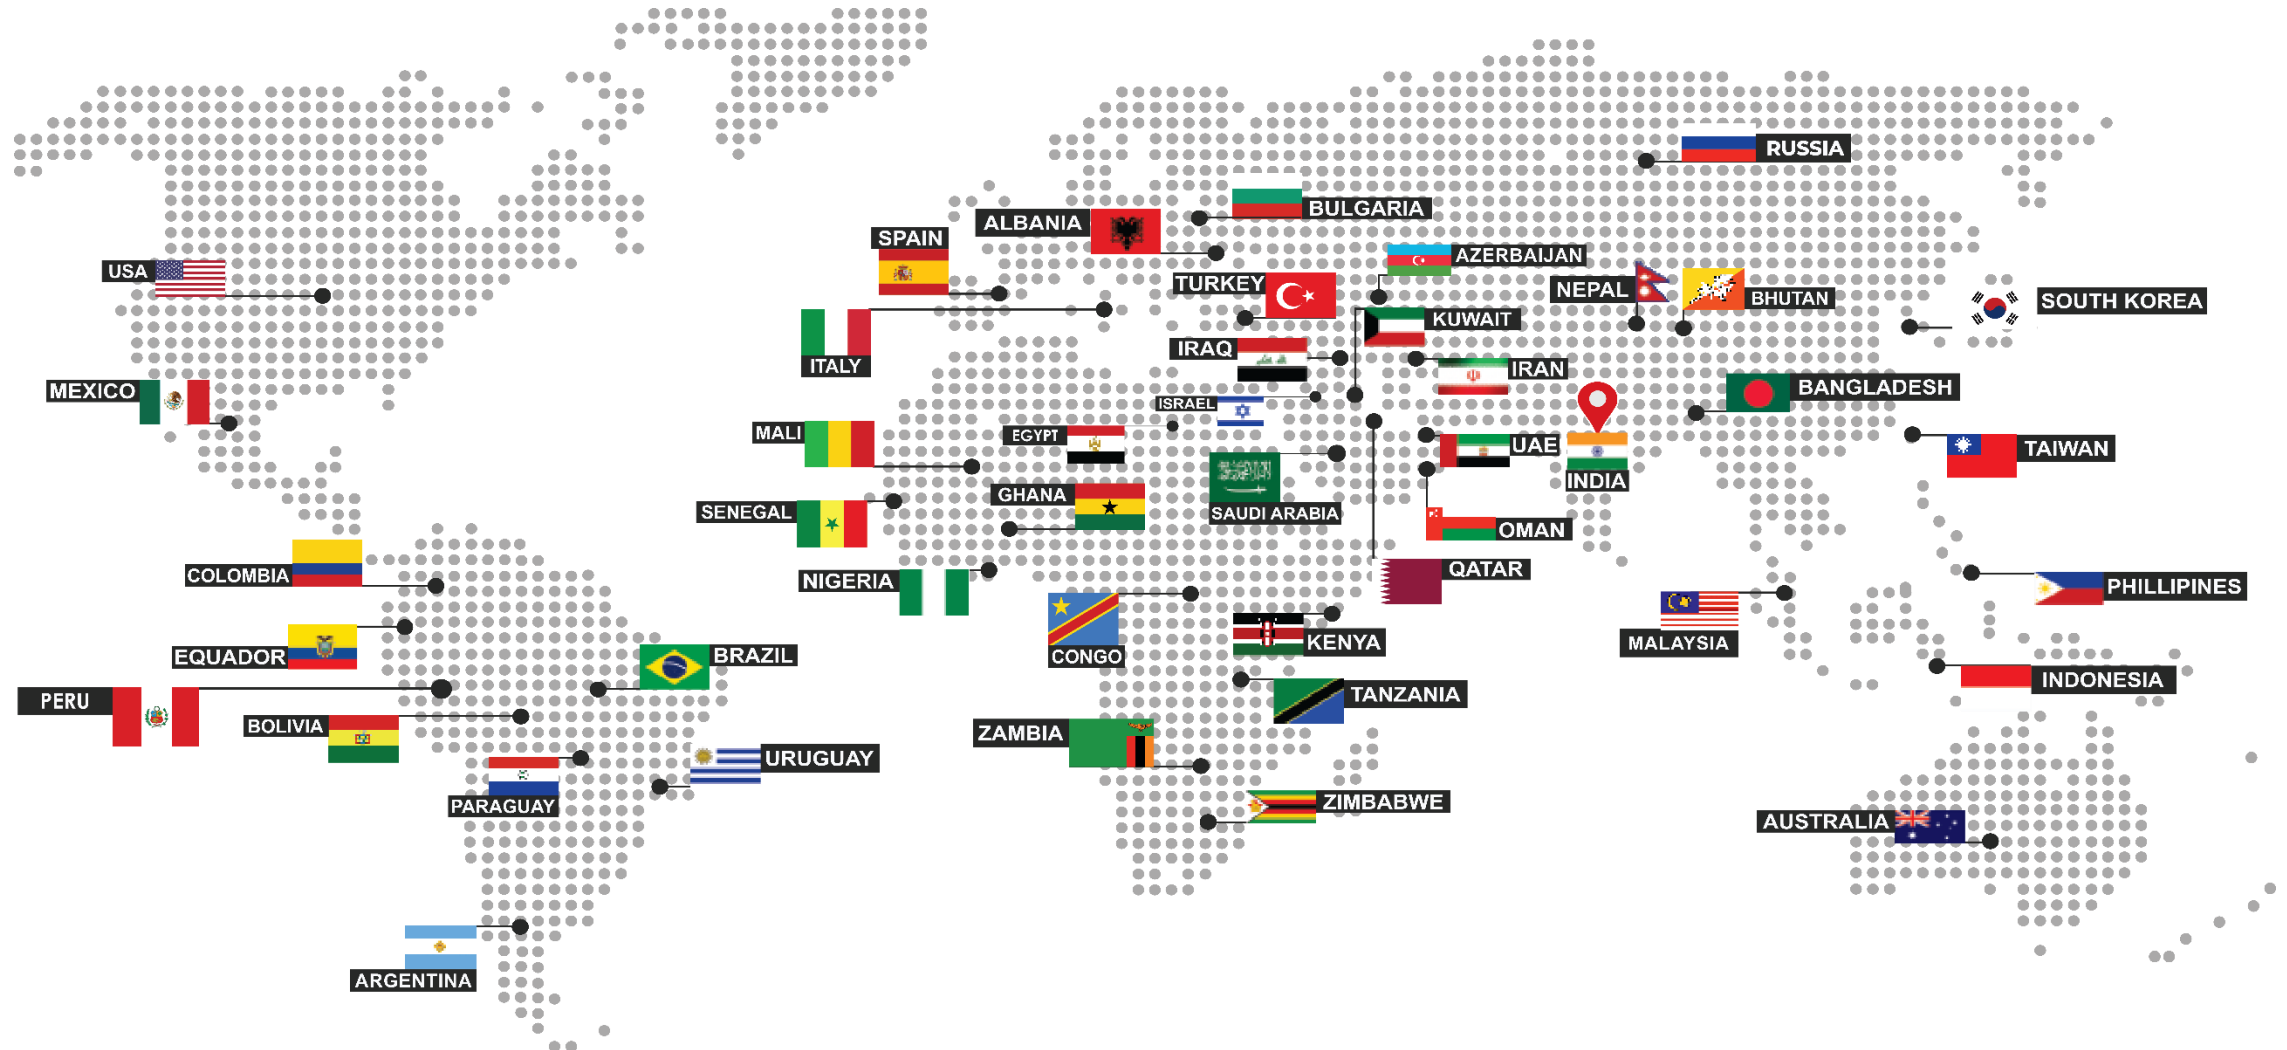 RUSSIA
BULGARIA
ALBANIA
SPAIN
AZERBAIJAN
USA
TURKEY
NEPAL
BHUTAN
SOUTH KOREA
KUWAIT
IRAQ
ITALY
IRAN
MEXICO
BANGLADESH
ISRAEL
MALI
EGYPT
UAE
TAIWAN
INDIA
GHANA
SENEGAL
SAUDI ARABIA
OMAN
QATAR
COLOMBIA
NIGERIA
PHILLIPINES
KENYA
MALAYSIA
EQUADOR
BRAZIL
CONGO
INDONESIA
TANZANIA
PERU
BOLIVIA
ZAMBIA
URUGUAY
ZIMBABWE
PARAGUAY
AUSTRALIA
ARGENTINA